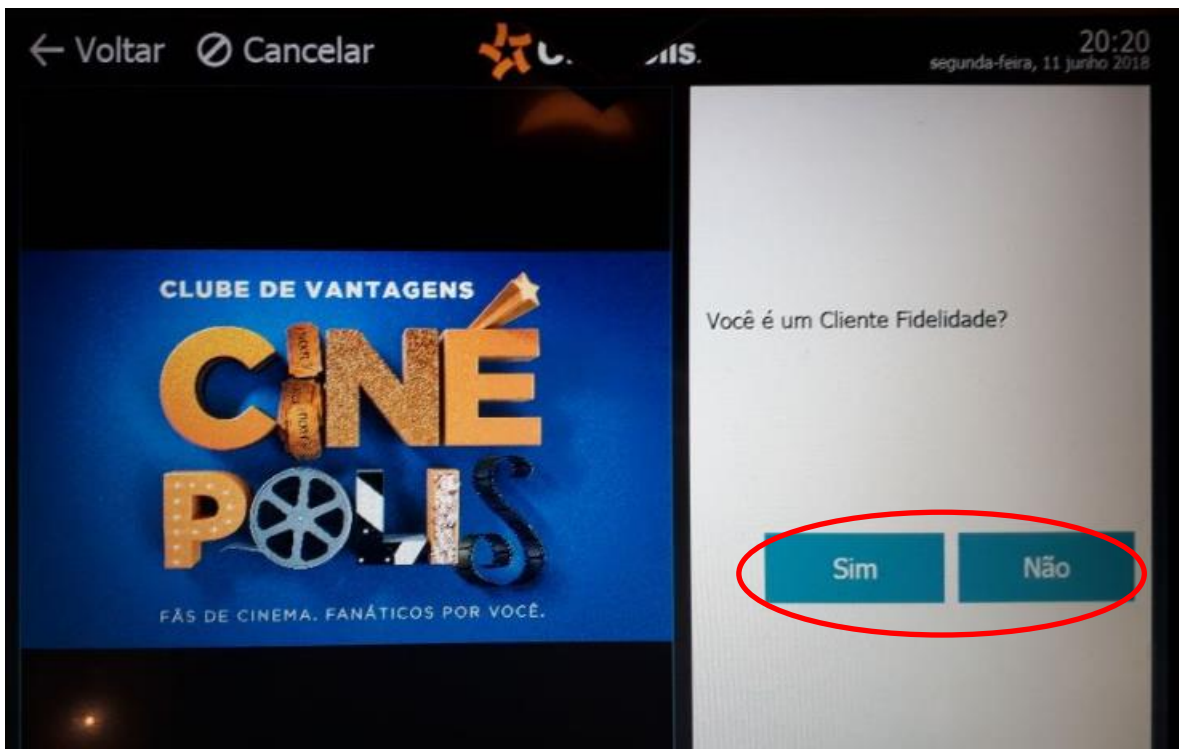 Voltar Cancelar
20:20
segunda-feira, 11 junho 2018
CLUBE DE VANTAGENS
CINÉ
POLIS
FÃS DE CINEMA. FANÁTICOS POR VOCÊ.
Você é um Cliente Fidelidade?
Sim Não